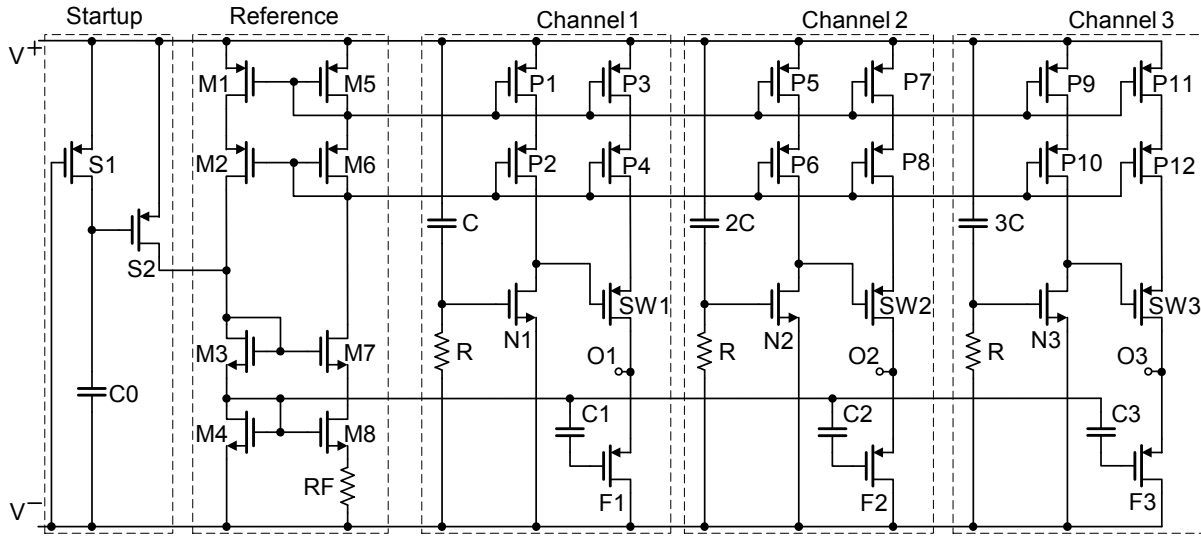 Startup Reference Channel 1 Channel 2 Channel 3
V+
M1 M5 P1 P3 P5 P7 P9 P11
S1 M2 M6 P2 P4 P6 P8 P10 P12
C 2C 3C
S2
SW1 SW2 SW3
N1 N2 N3
R R R
M3 M7 O1 O2 O3
C0
C1 C2 C3
M4 M8
RF F1 F2 F3
V−